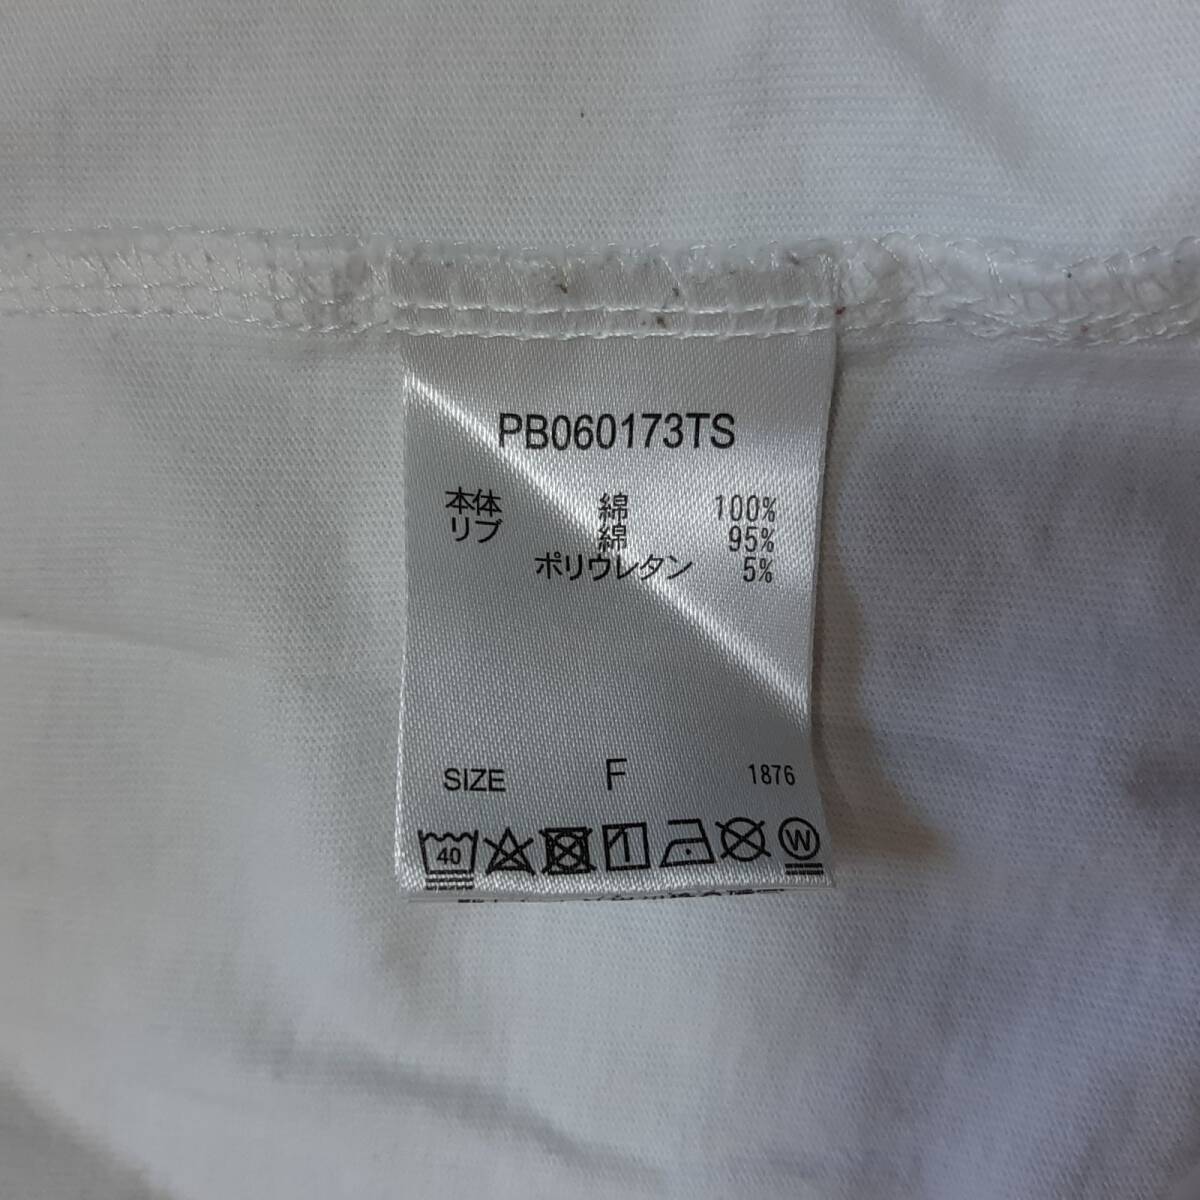 PB060173TS
本体 綿 100%
リブ 綿 95%
ポリウレタン 5%
SIZE F 1876
40 W